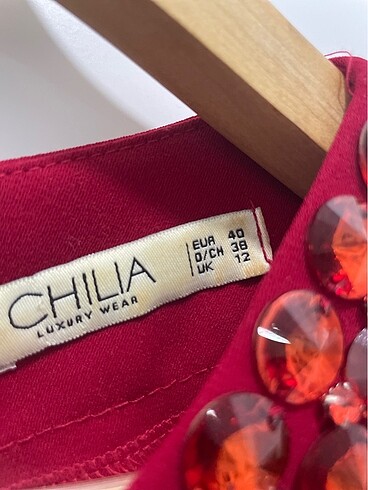 CHILIA
LUXURY WEAR
EUR 40
D/CH 38
UK 12